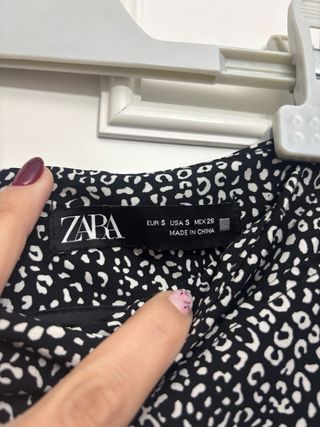 ZARA
EUR S USA S MEX 26
MADE IN CHINA